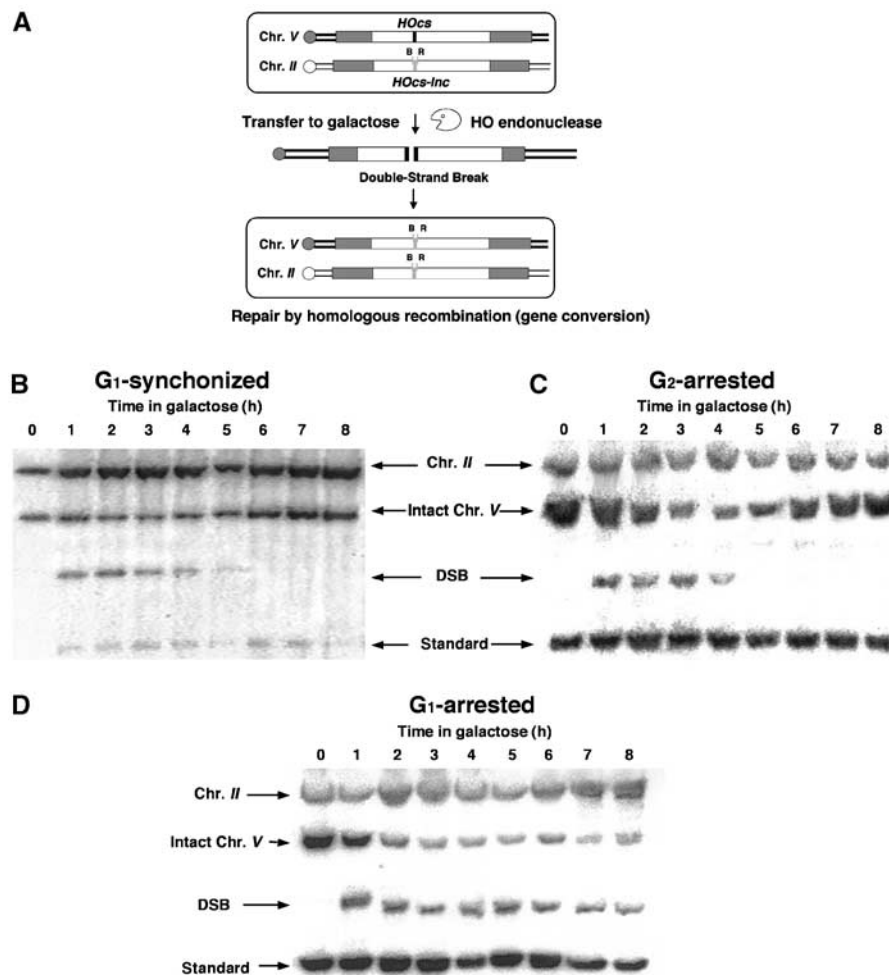 A
HOcs
Chr. V
B R
Chr. II
HOcs-inc
Transfer to galactose
HO endonuclease
Double-Strand Break
B R
Chr. V
B R
Chr. II
Repair by homologous recombination (gene conversion)
B
G1-synchonized
Time in galactose (h)
0 1 2 3 4 5 6 7 8
C
G2-arrested
Time in galactose (h)
0 1 2 3 4 5 6 7 8
Chr. II
Intact Chr. V
DSB
Standard
D
G1-arrested
Time in galactose (h)
0 1 2 3 4 5 6 7 8
Chr. II
Intact Chr. V
DSB
Standard